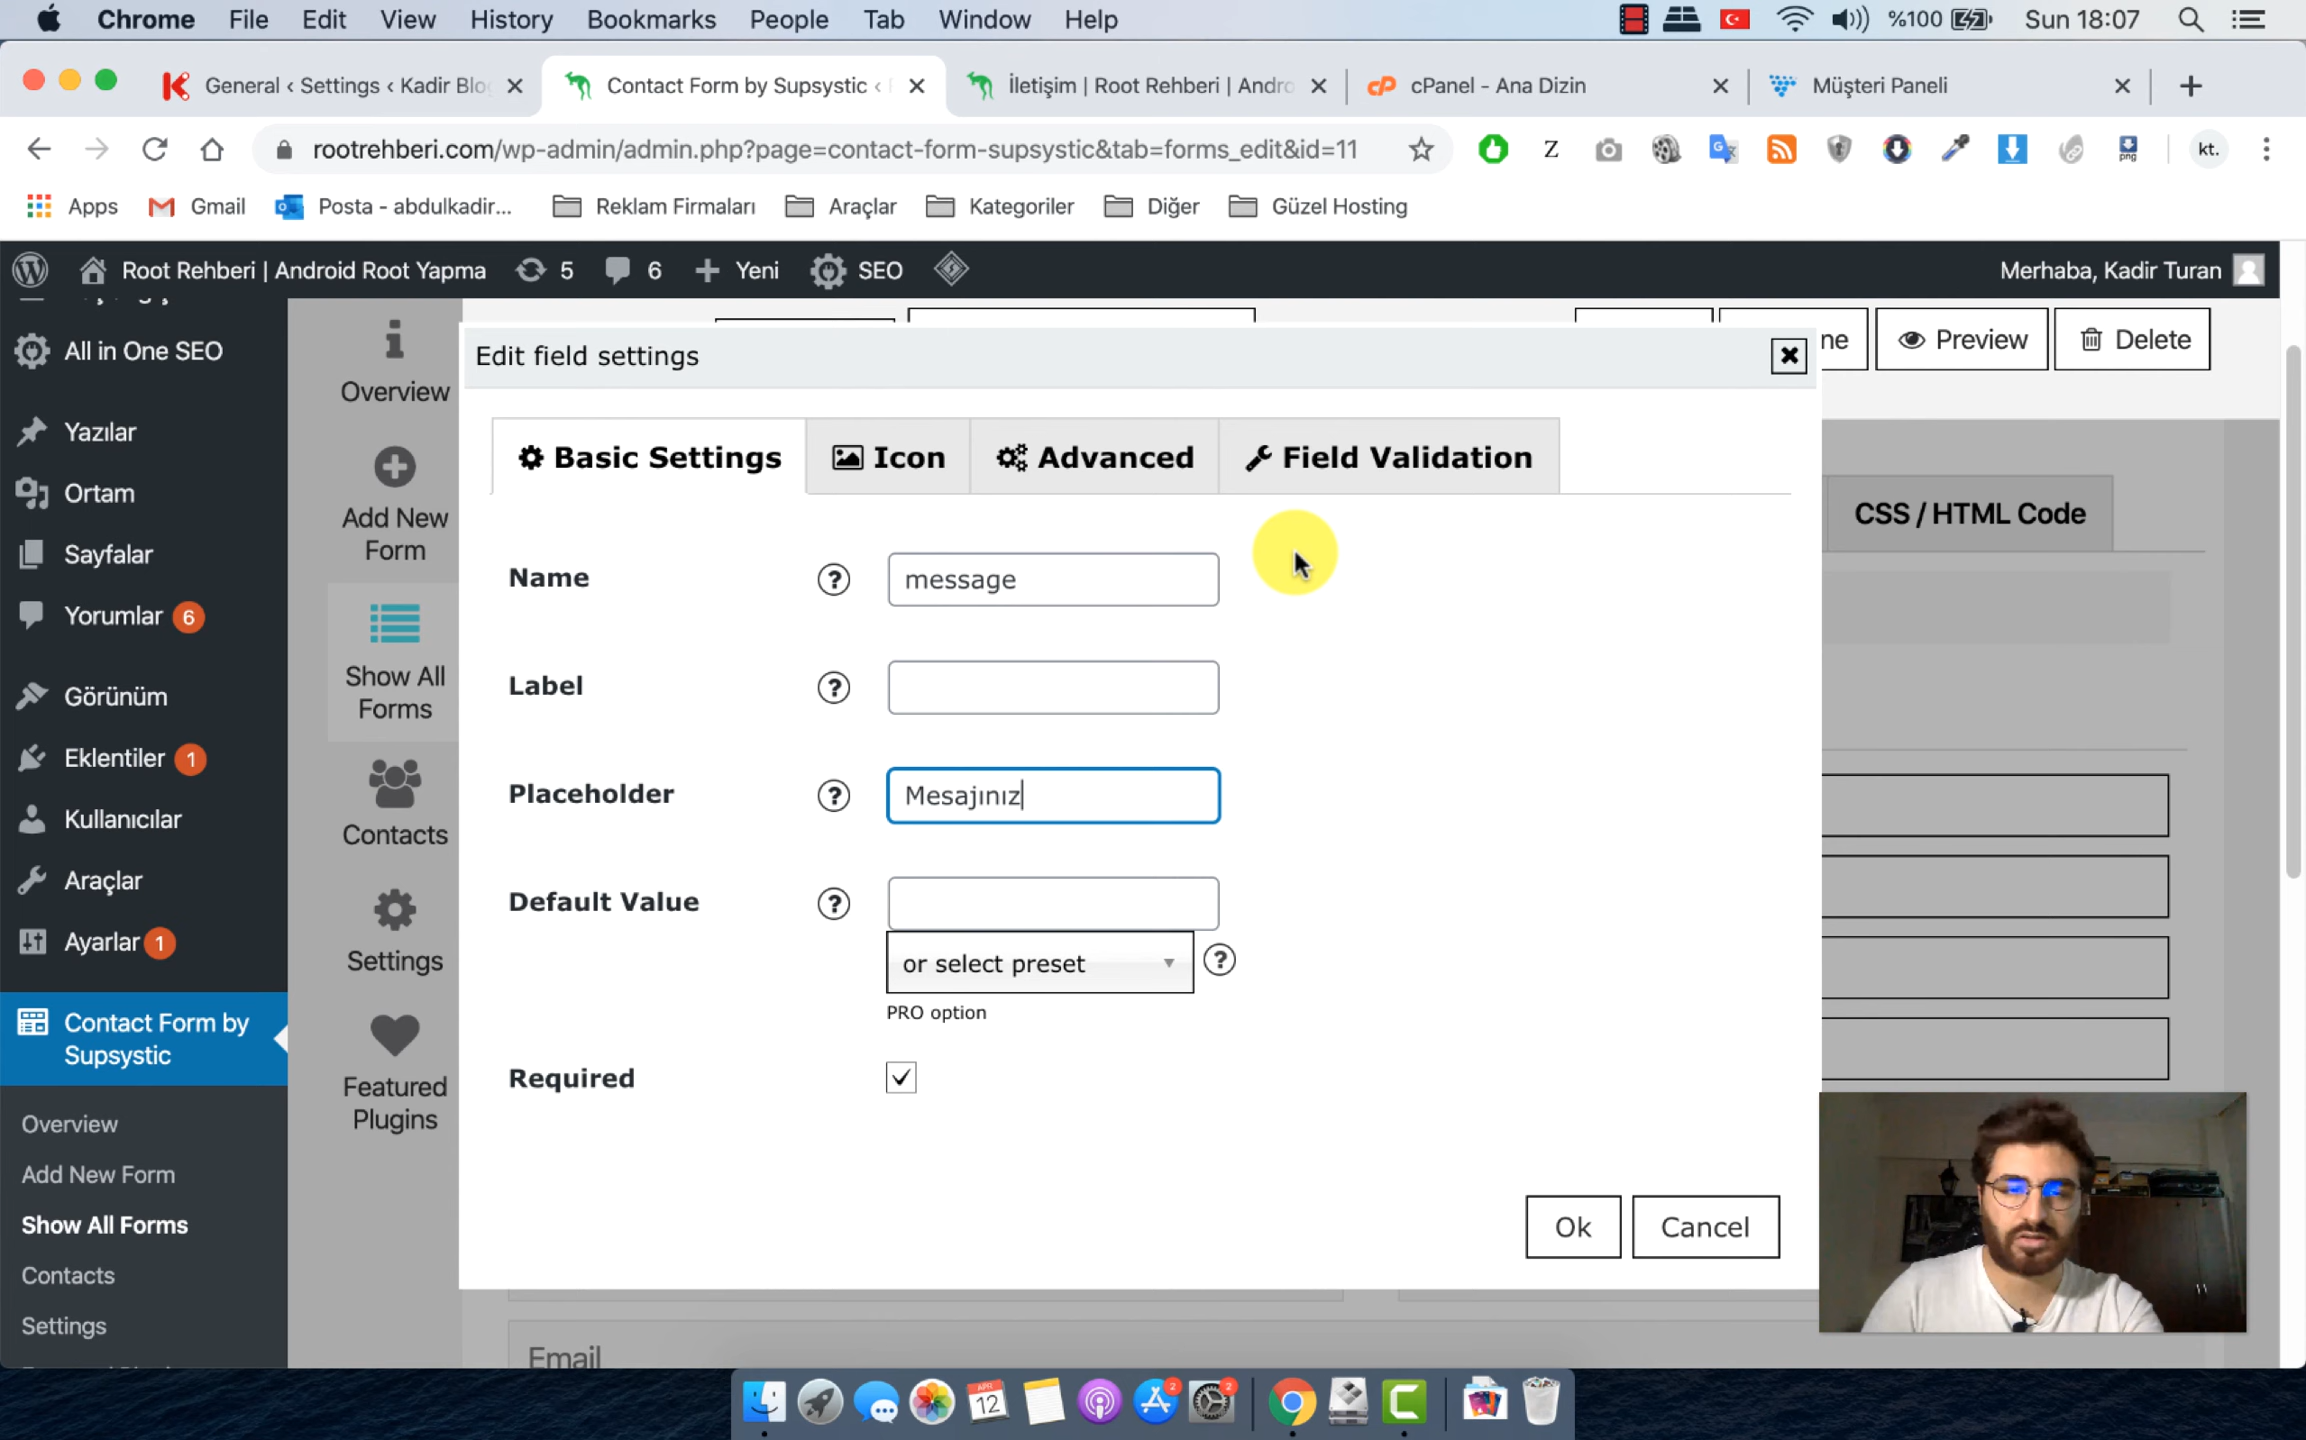 Chrome File Edit View History Bookmarks People Tab Window Help %100 Sun 18:07
General ‹ Settings ‹ Kadir Blo
Contact Form by Supsystic ‹
İletişim | Root Rehberi | Andro
cPanel - Ana Dizin
Müşteri Paneli
rootrehberi.com/wp-admin/admin.php?page=contact-form-supsystic&tab=forms_edit&id=11
Z
png
kt.
Apps Gmail Posta - abdulkadir... Reklam Firmaları Araçlar Kategoriler Diğer Güzel Hosting
Root Rehberi | Android Root Yapma 5 6 Yeni SEO Merhaba, Kadir Turan
All in One SEO
Yazılar
Ortam
Sayfalar
Yorumlar 6
Görünüm
Eklentiler 1
Kullanıcılar
Araçlar
Ayarlar 1
Contact Form by
Supsystic
Overview
Add New Form
Show All Forms
Contacts
Settings
Overview
Add New
Form
Show All
Forms
Contacts
Settings
Featured
Plugins
ne Preview Delete
CSS / HTML Code
Edit field settings
Basic Settings Icon Advanced Field Validation
Name ? message
Label ?
Placeholder ? Mesajınız
Default Value ?
or select preset ?
PRO option
Required
Ok Cancel
Email
APR
12
2
2